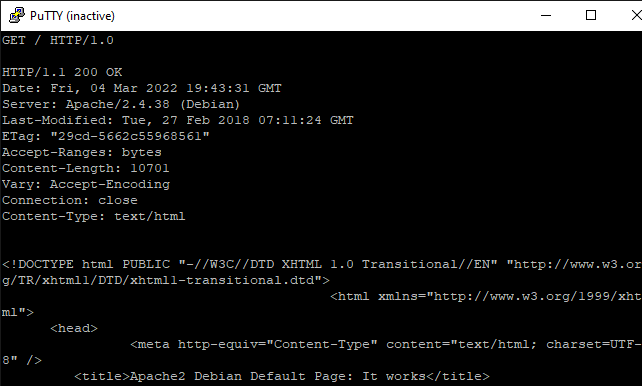 PuTTY (inactive)
GET / HTTP/1.0
HTTP/1.1 200 OK
Date: Fri, 04 Mar 2022 19:43:31 GMT
Server: Apache/2.4.38 (Debian)
Last-Modified: Tue, 27 Feb 2018 07:11:24 GMT
ETag: "29cd-5662c55968561"
Accept-Ranges: bytes
Content-Length: 10701
Vary: Accept-Encoding
Connection: close
Content-Type: text/html
<!DOCTYPE html PUBLIC "-//W3C//DTD XHTML 1.0 Transitional//EN" "http://www.w3.or
g/TR/xhtml1/DTD/xhtml1-transitional.dtd">
<html xmlns="http://www.w3.org/1999/xht
ml">
<head>
<meta http-equiv="Content-Type" content="text/html; charset=UTF-
8" />
<title>Apache2 Debian Default Page: It works</title>